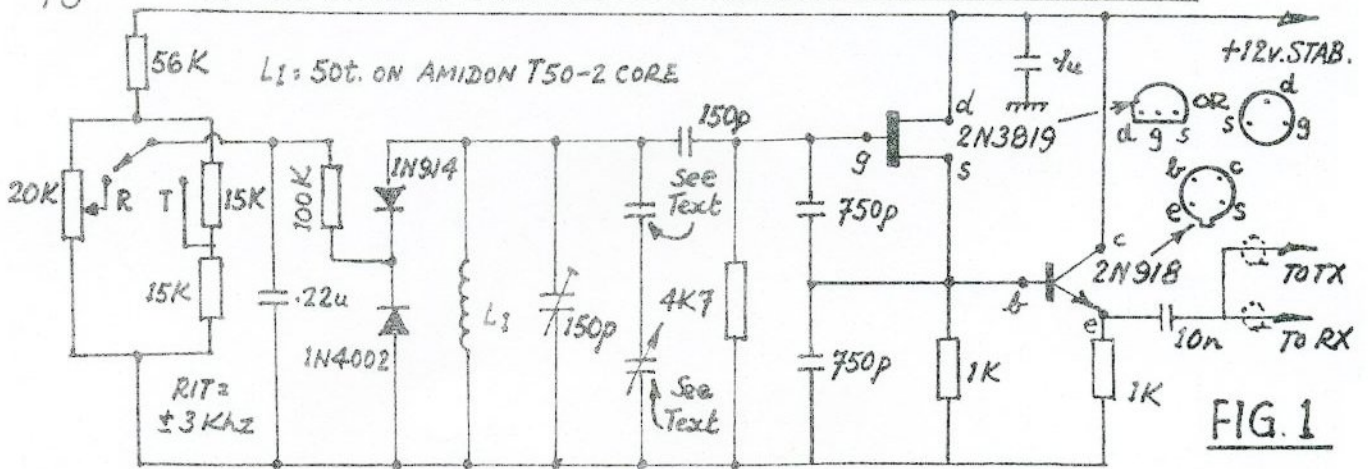 56K
L1 = 50t. ON AMIDON T50-2 CORE
.1u
+12v. STAB.
150p
d
2N3819
OR
d
d g s
s
g
g
s
20K
R
T
15K
100K
1N914
See
Text
750p
b
c
e
s
15K
.22u
1N4002
L1
150p
4K7
c
2N918
b
e
TO TX
10n
TO RX
See
Text
750p
1K
1K
RIT=
±3Khz
FIG. 1